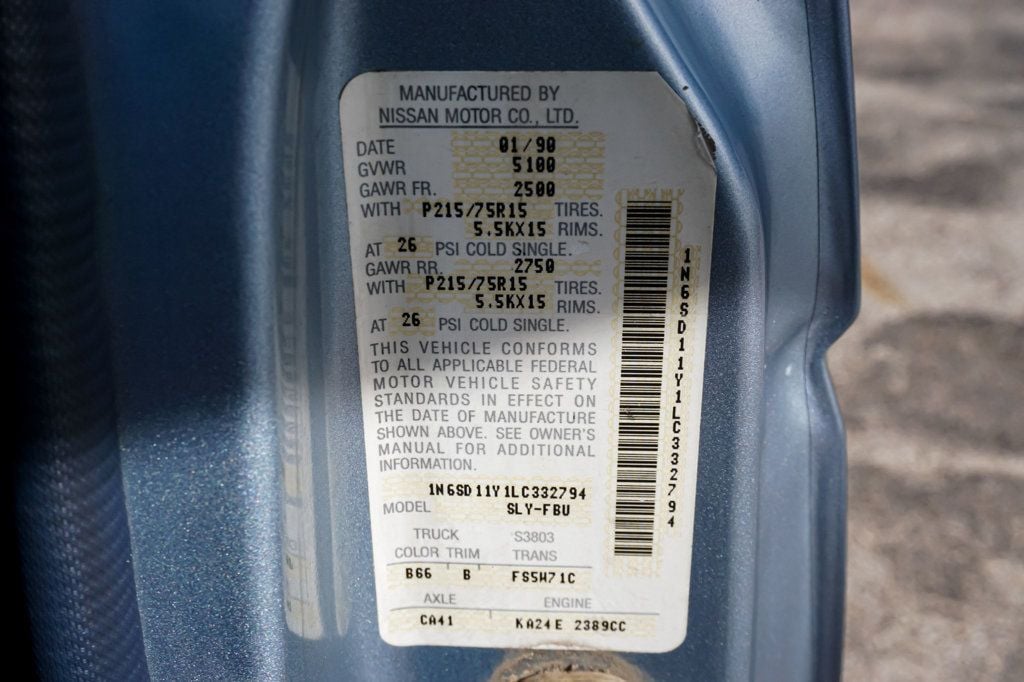 MANUFACTURED BY
NISSAN MOTOR CO., LTD.
DATE 01/90
GVWR 5100
GAWR FR. 2500
WITH P215/75R15 TIRES.
5.5KX15 RIMS.
AT 26 PSI COLD SINGLE.
GAWR RR. 2750
WITH P215/75R15 TIRES.
5.5KX15 RIMS.
AT 26 PSI COLD SINGLE.
THIS VEHICLE CONFORMS
TO ALL APPLICABLE FEDERAL
MOTOR VEHICLE SAFETY
STANDARDS IN EFFECT ON
THE DATE OF MANUFACTURE
SHOWN ABOVE. SEE OWNER'S
MANUAL FOR ADDITIONAL
INFORMATION.
1N6SD11Y1LC332794
MODEL SLY-FBU
TRUCK S3803
COLOR TRIM TRANS
B66 B FS5W71C
AXLE ENGINE
CA41 KA24E 2389CC
1N6SD11Y1LC332794